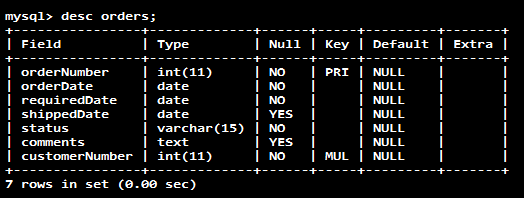 mysql> desc orders;
+----------------+-------------+------+-----+---------+-------+
| Field          | Type        | Null | Key | Default | Extra |
+----------------+-------------+------+-----+---------+-------+
| orderNumber    | int(11)     | NO   | PRI | NULL    |       |
| orderDate      | date        | NO   |     | NULL    |       |
| requiredDate   | date        | NO   |     | NULL    |       |
| shippedDate    | date        | YES  |     | NULL    |       |
| status         | varchar(15) | NO   |     | NULL    |       |
| comments       | text        | YES  |     | NULL    |       |
| customerNumber | int(11)     | NO   | MUL | NULL    |       |
+----------------+-------------+------+-----+---------+-------+
7 rows in set (0.00 sec)